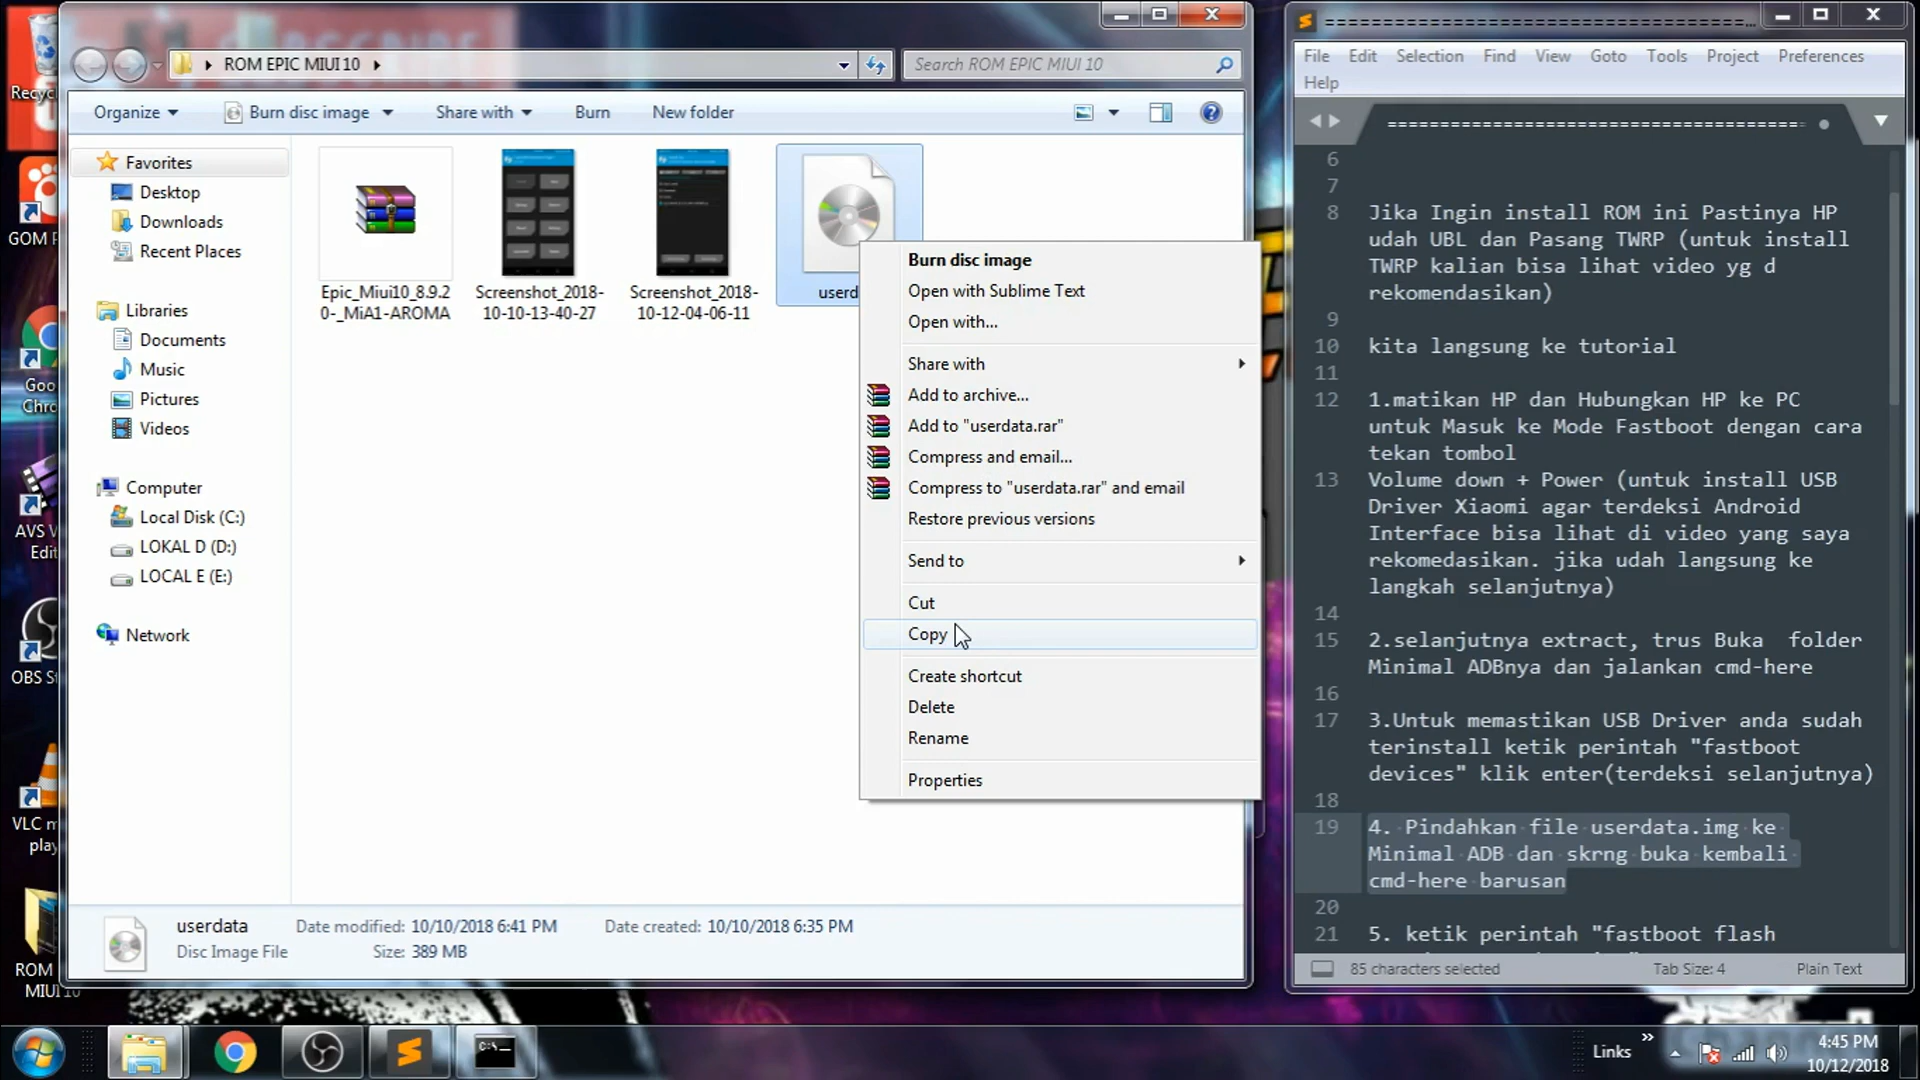 ROM EPIC MIUI 10
Search ROM EPIC MIUI 10
Organize
Burn disc image
Share with
Burn
New folder
Favorites
Desktop
Downloads
Recent Places
Libraries
Documents
Music
Pictures
Videos
Computer
Local Disk (C:)
LOKAL D (D:)
LOCAL E (E:)
Network
Epic_Miui10_8.9.2
0-_MiA1-AROMA
Screenshot_2018-
10-10-13-40-27
Screenshot_2018-
10-12-04-06-11
userd
Burn disc image
Open with Sublime Text
Open with...
Share with
Add to archive...
Add to "userdata.rar"
Compress and email...
Compress to "userdata.rar" and email
Restore previous versions
Send to
Cut
Copy
Create shortcut
Delete
Rename
Properties
userdata
Date modified: 10/10/2018 6:41 PM
Date created: 10/10/2018 6:35 PM
Disc Image File
Size: 389 MB
File Edit Selection Find View Goto Tools Project Preferences
Help
6
7
8 Jika Ingin install ROM ini Pastinya HP
udah UBL dan Pasang TWRP (untuk install
TWRP kalian bisa lihat video yg d
rekomendasikan)
9
10 kita langsung ke tutorial
11
12 1.matikan HP dan Hubungkan HP ke PC
untuk Masuk ke Mode Fastboot dengan cara
tekan tombol
13 Volume down + Power (untuk install USB
Driver Xiaomi agar terdeksi Android
Interface bisa lihat di video yang saya
rekomedasikan. jika udah langsung ke
langkah selanjutnya)
14
15 2.selanjutnya extract, trus Buka  folder
Minimal ADBnya dan jalankan cmd-here
16
17 3.Untuk memastikan USB Driver anda sudah
terinstall ketik perintah "fastboot
devices" klik enter(terdeksi selanjutnya)
18
19 4. Pindahkan file userdata.img ke
Minimal ADB dan skrng buka kembali
cmd-here barusan
20
21 5. ketik perintah "fastboot flash
85 characters selected
Tab Size: 4
Plain Text
Recyc
GOM P
Goo
Chro
AVS V
Edit
OBS St
VLC m
play
ROM
MIUI 10
Links
4:45 PM
10/12/2018